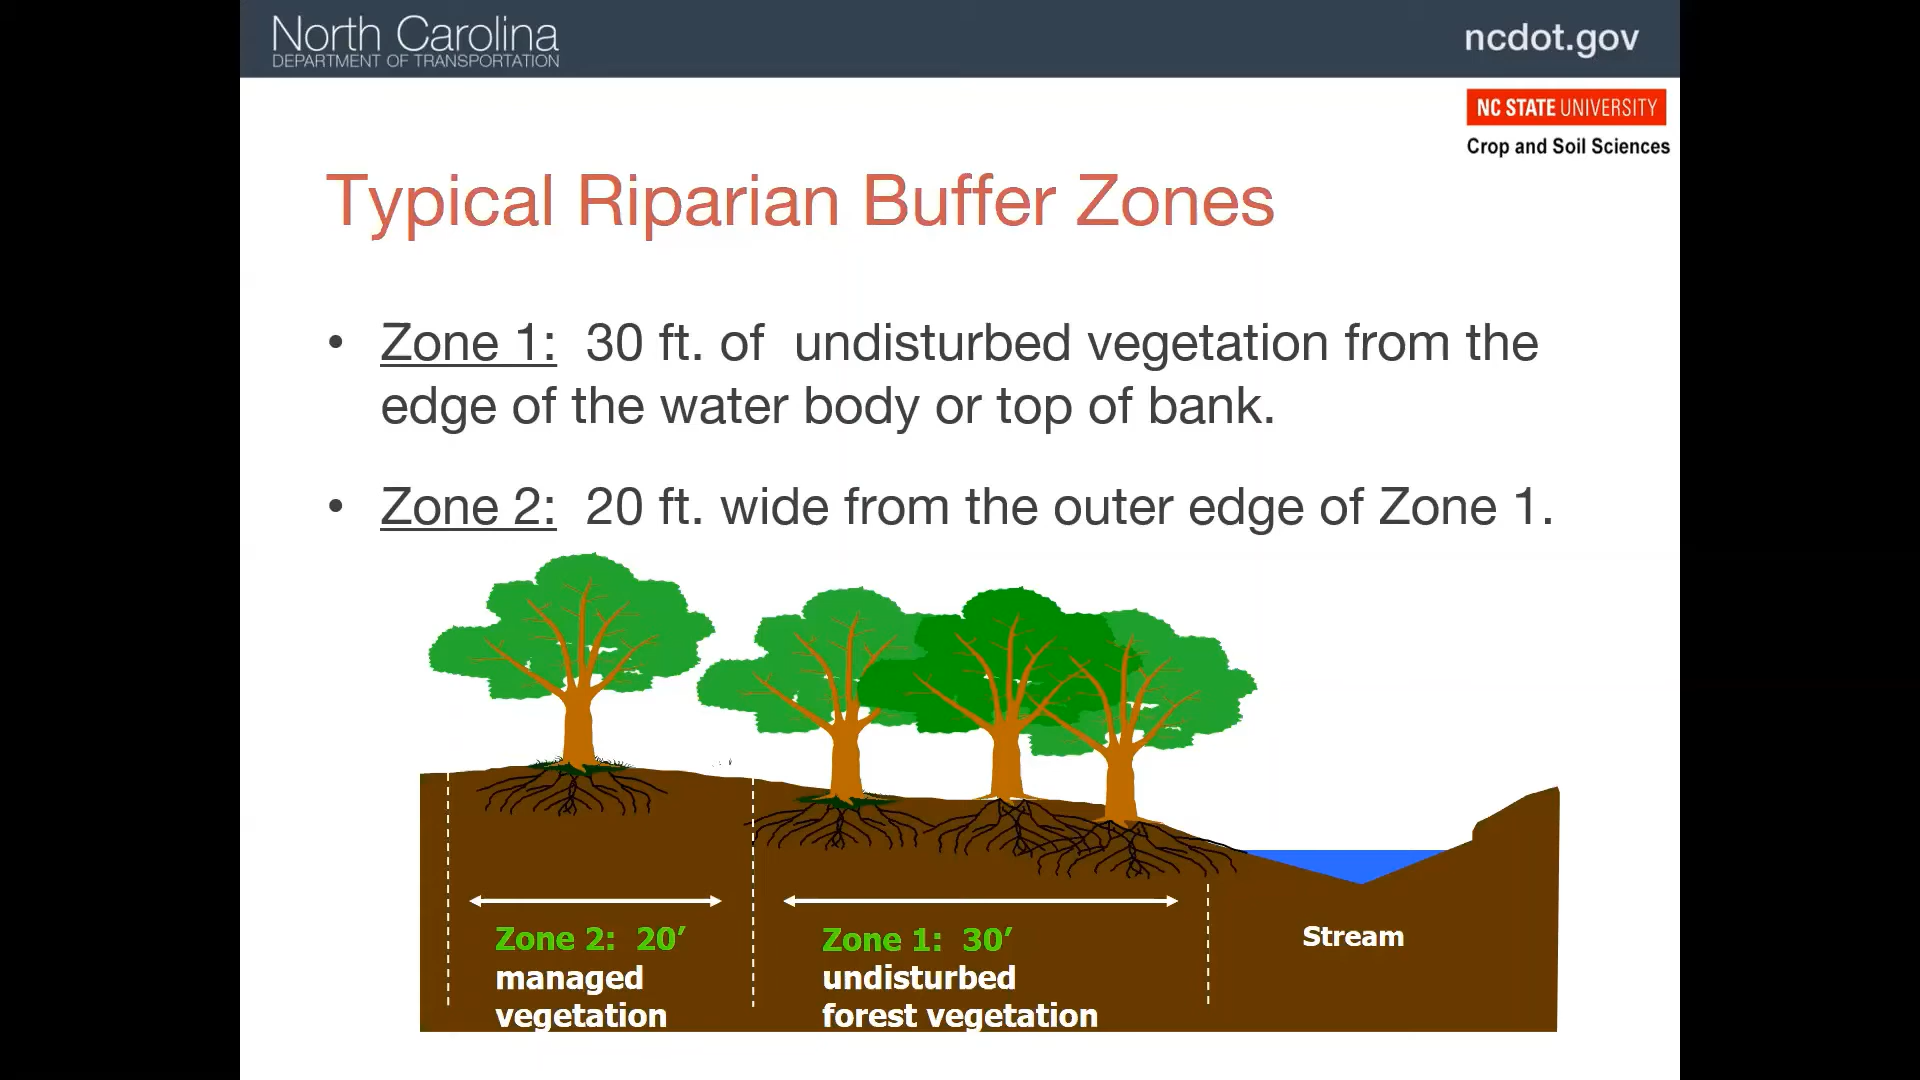 North Carolina
DEPARTMENT OF TRANSPORTATION
ncdot.gov
NC STATE UNIVERSITY
Crop and Soil Sciences
Typical Riparian Buffer Zones
• Zone 1: 30 ft. of undisturbed vegetation from the
edge of the water body or top of bank.
• Zone 2: 20 ft. wide from the outer edge of Zone 1.
Zone 2: 20′
managed
vegetation
Zone 1: 30′
undisturbed
forest vegetation
Stream